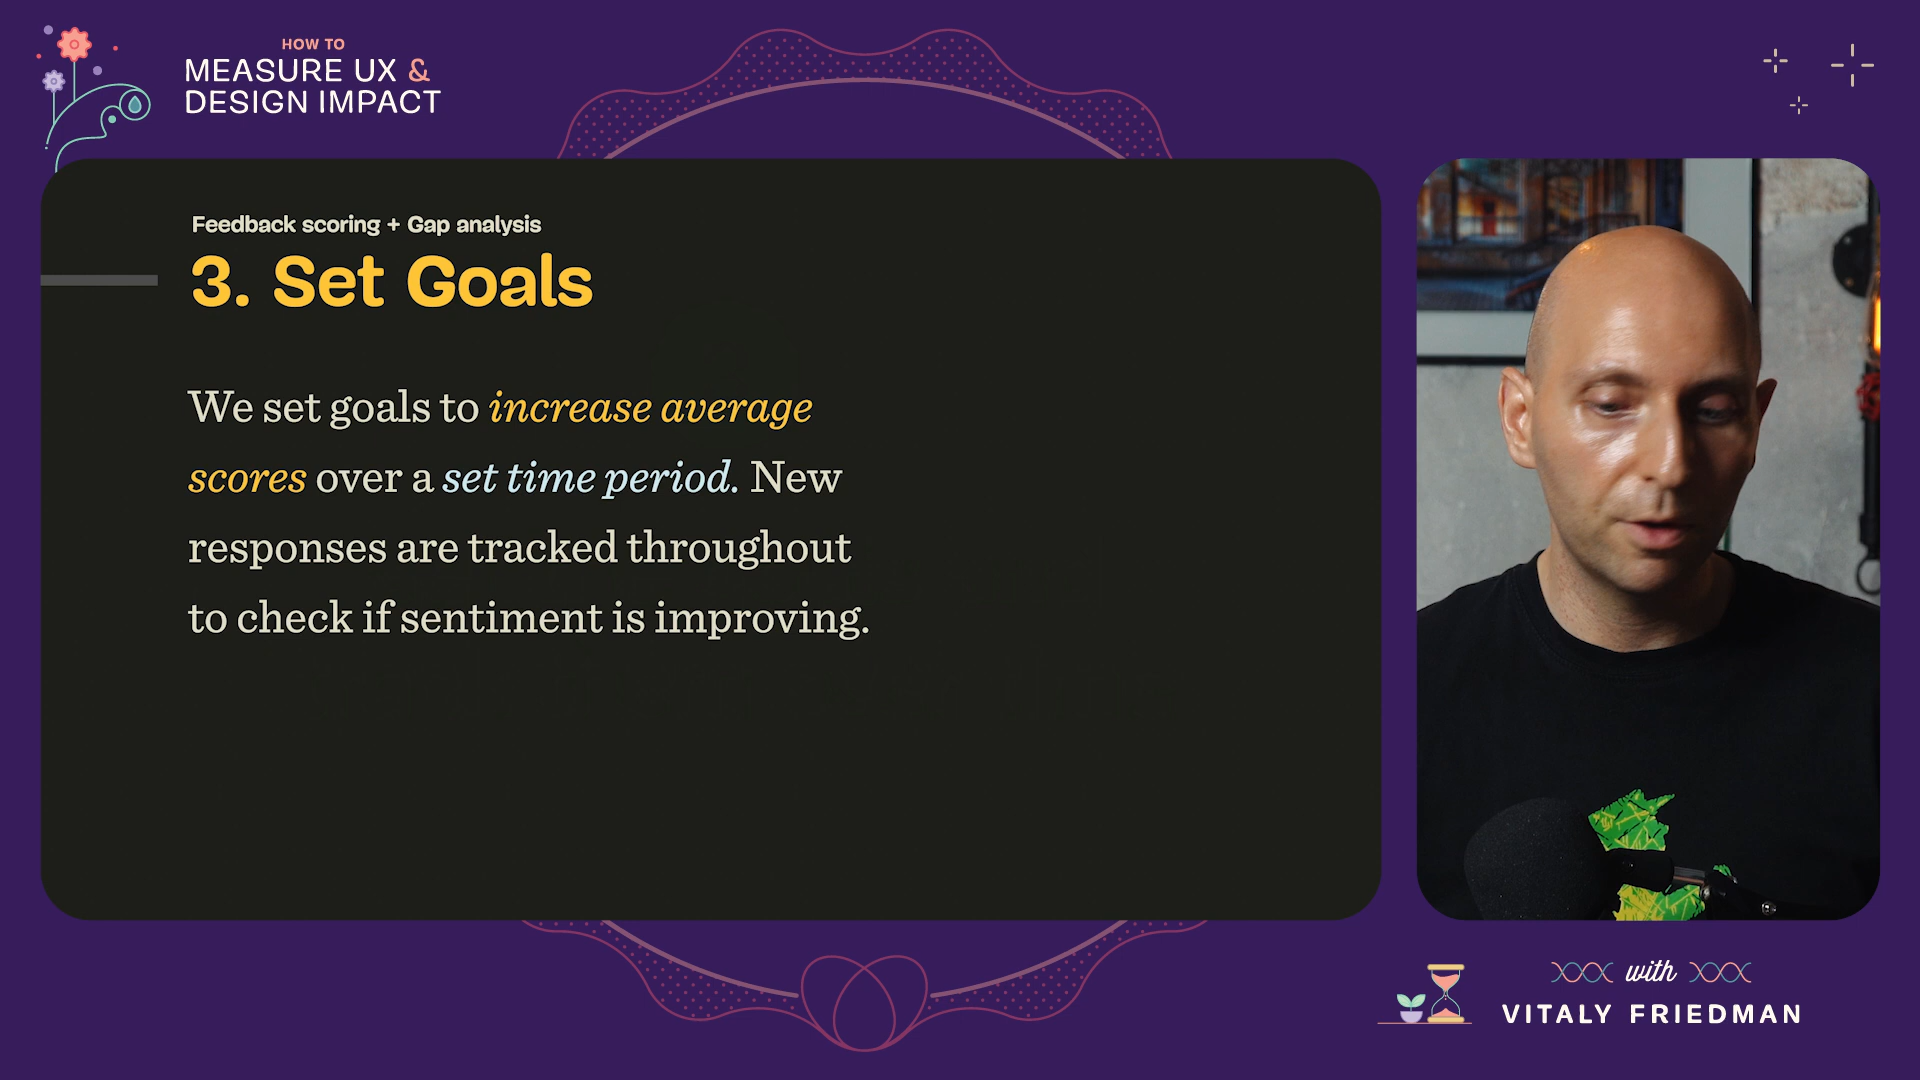 HOW TO
MEASURE UX &
DESIGN IMPACT
Feedback scoring + Gap analysis
3. Set Goals
We set goals to increase average
scores over a set time period. New
responses are tracked throughout
to check if sentiment is improving.
with
VITALY FRIEDMAN